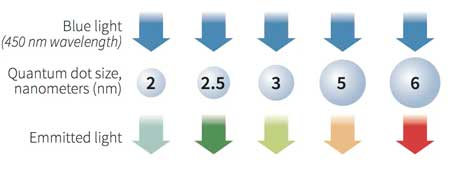 Blue light
(450 nm wavelength)
Quantum dot size,
nanometers (nm)
2 2.5 3 5 6
Emmitted light